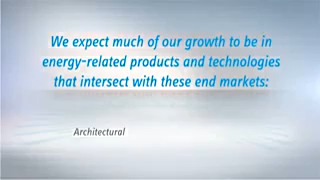 We expect much of our growth to be in
energy-related products and technologies
that intersect with these end markets:
Architectural